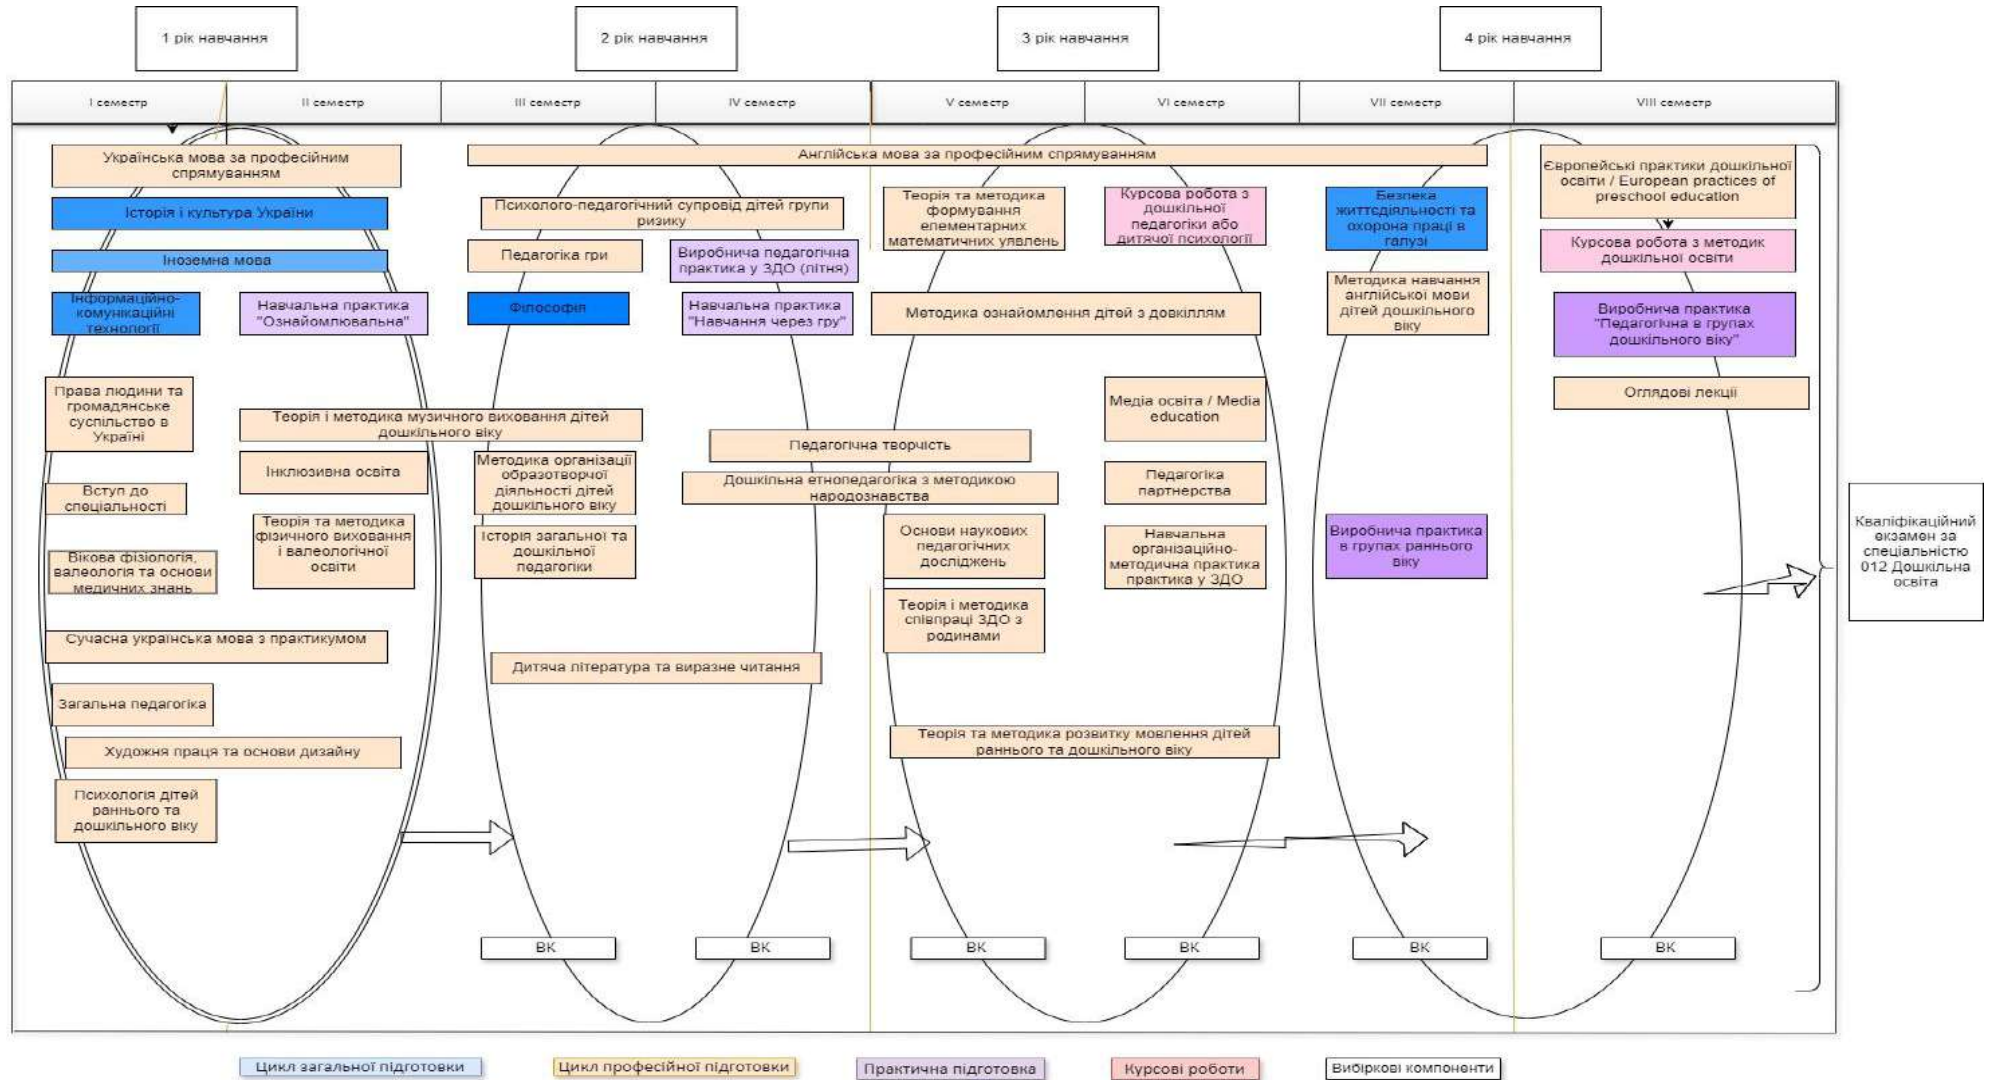 1 рік навчання
2 рік навчання
3 рік навчання
4 рік навчання
I семестр
II семестр
III семестр
IV семестр
V семестр
VI семестр
VII семестр
VIII семестр
Українська мова за професійним
спрямуванням
Історія і культура України
Іноземна мова
Інформаційно-
комунікаційні
технології
Навчальна практика
"Ознайомлювальна"
Права людини та
громадянське
суспільство в
Україні
Теорія і методика музичного виховання дітей
дошкільного віку
Інклюзивна освіта
Вступ до
спеціальності
Теорія та методика
фізичного виховання
і валеологічної
освіти
Вікова фізіологія,
валеологія та основи
медичних знань
Сучасна українська мова з практикумом
Загальна педагогіка
Художня праця та основи дизайну
Психологія дітей
раннього та
дошкільного віку
Англійська мова за професійним спрямуванням
Психолого-педагогічний супровід дітей групи
ризику
Педагогіка гри
Виробнича педагогічна
практика у ЗДО (літня)
Філософія
Навчальна практика
"Навчання через гру"
Педагогічна творчість
Методика організації
образотворчої
діяльності дітей
дошкільного віку
Дошкільна етнопедагогіка з методикою
народознавства
Історія загальної та
дошкільної
педагогіки
Дитяча література та виразне читання
ВК
ВК
Теорія та методика
формування
елементарних
математичних уявлень
Курсова робота з
дошкільної
педагогіки або
дитячої психології
Методика ознайомлення дітей з довкіллям
Медіа освіта / Media
education
Педагогіка
партнерства
Основи наукових
педагогічних
досліджень
Навчальна
організаційно-
методична практика
практика у ЗДО
Теорія і методика
співпраці ЗДО з
родинами
Теорія та методика розвитку мовлення дітей
раннього та дошкільного віку
ВК
ВК
Безпека
життєдіяльності та
охорона праці в
галузі
Методика навчання
англійської мови
дітей дошкільного
віку
Виробнича практика
в групах раннього
віку
ВК
Європейські практики дошкільної
освіти / European practices of
preschool education
Курсова робота з методик
дошкільної освіти
Виробнича практика
"Педагогічна в групах
дошкільного віку"
Оглядові лекції
ВК
Кваліфікаційний
екзамен за
спеціальністю
012 Дошкільна
освіта
Цикл загальної підготовки
Цикл професійної підготовки
Практична підготовка
Курсові роботи
Вибіркові компоненти